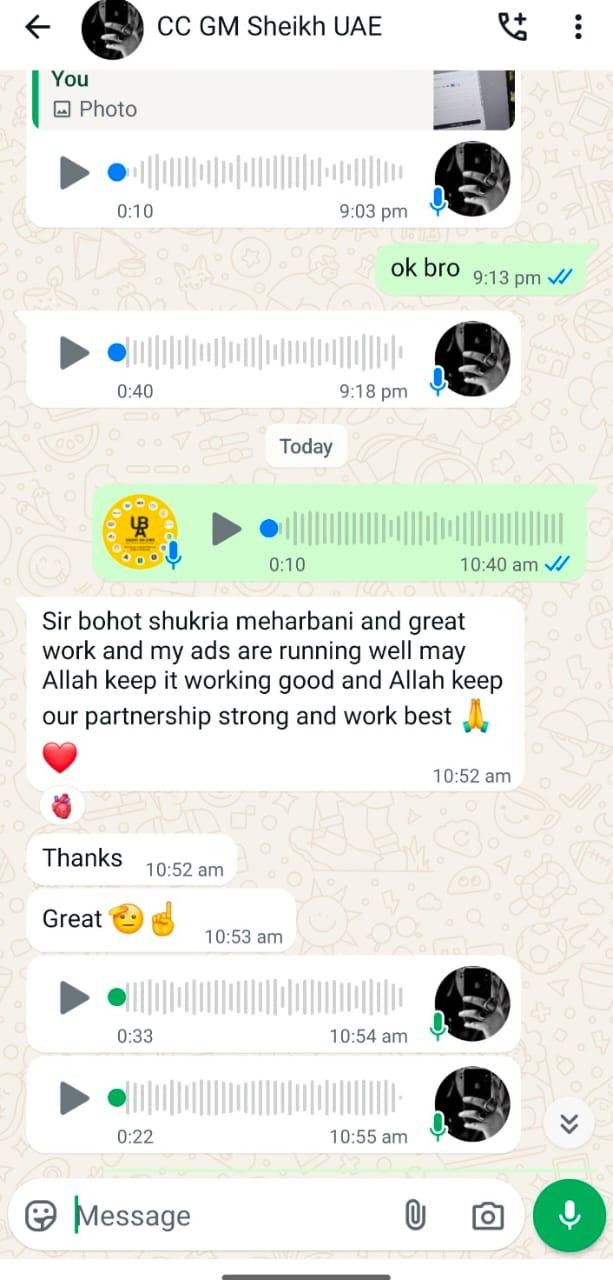 CC GM Sheikh UAE
You
Photo
0:10 9:03 pm
ok bro 9:13 pm
0:40 9:18 pm
Today
UBA
0:10 10:40 am
Sir bohot shukria meharbani and great
work and my ads are running well may
Allah keep it working good and Allah keep
our partnership strong and work best 🙏
❤️
10:52 am
Thanks 10:52 am
Great 🫡☝️ 10:53 am
0:33 10:54 am
0:22 10:55 am
Message